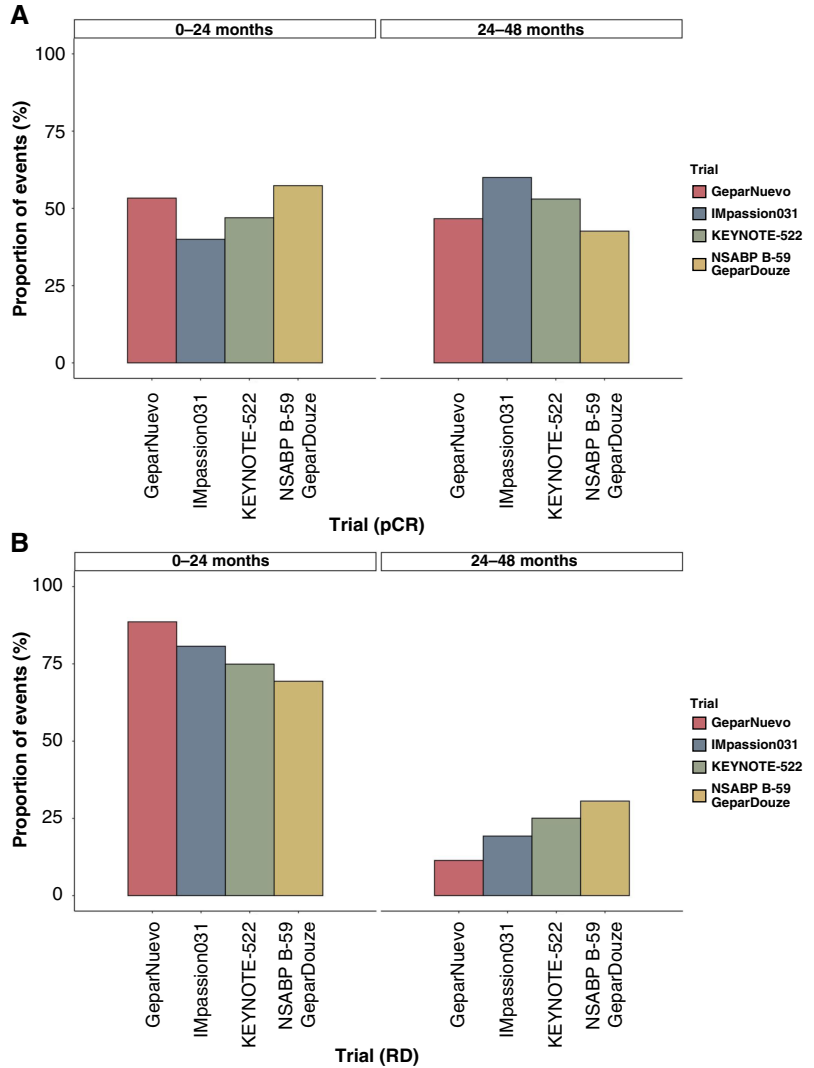 A
0–24 months
24–48 months
Proportion of events (%)
100
75
50
25
0
GeparNuevo
IMpassion031
KEYNOTE-522
NSABP B-59
GeparDouze
GeparNuevo
IMpassion031
KEYNOTE-522
NSABP B-59
GeparDouze
Trial (pCR)
Trial
GeparNuevo
IMpassion031
KEYNOTE-522
NSABP B-59
GeparDouze
B
0–24 months
24–48 months
Proportion of events (%)
100
75
50
25
0
GeparNuevo
IMpassion031
KEYNOTE-522
NSABP B-59
GeparDouze
GeparNuevo
IMpassion031
KEYNOTE-522
NSABP B-59
GeparDouze
Trial (RD)
Trial
GeparNuevo
IMpassion031
KEYNOTE-522
NSABP B-59
GeparDouze